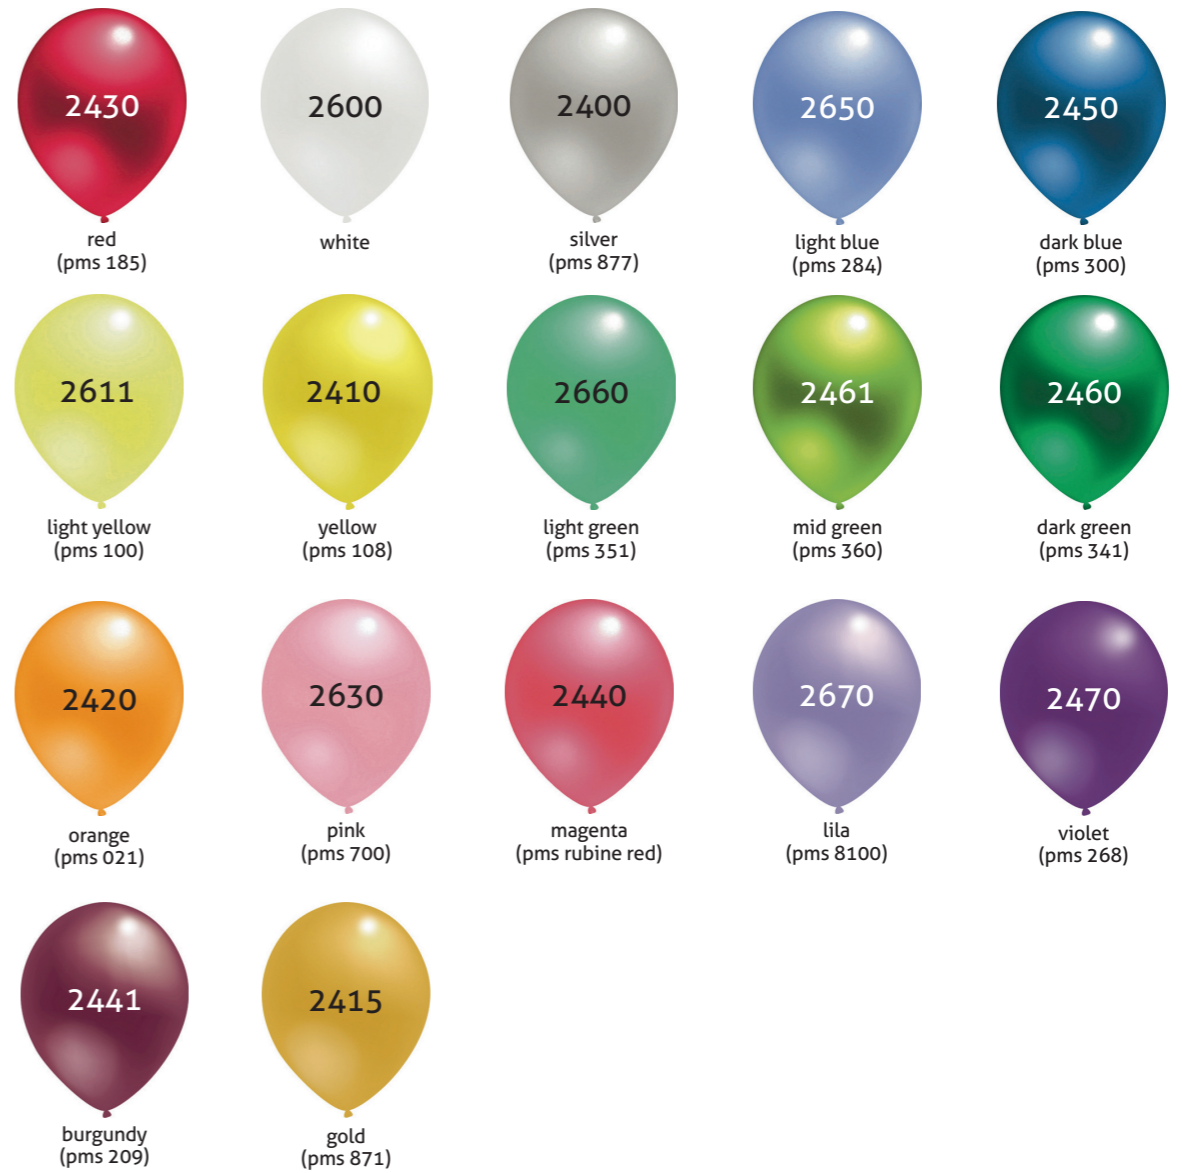 2430
2600
2400
2650
2450
red
(pms 185)
white
silver
(pms 877)
light blue
(pms 284)
dark blue
(pms 300)
2611
2410
2660
2461
2460
light yellow
(pms 100)
yellow
(pms 108)
light green
(pms 351)
mid green
(pms 360)
dark green
(pms 341)
2420
2630
2440
2670
2470
orange
(pms 021)
pink
(pms 700)
magenta
(pms rubine red)
lila
(pms 8100)
violet
(pms 268)
2441
2415
burgundy
(pms 209)
gold
(pms 871)